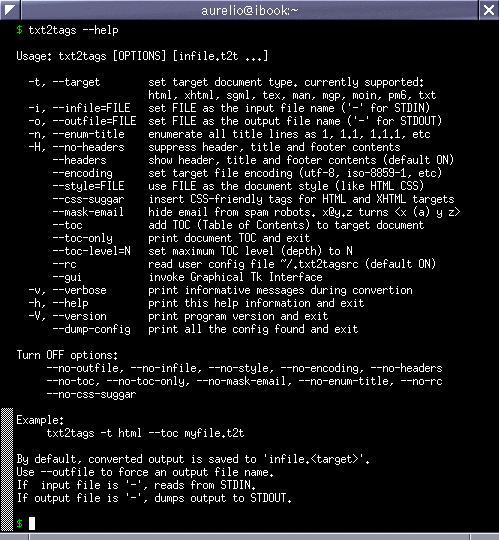 aurelio@ibook:~
$ txt2tags --help
Usage: txt2tags [OPTIONS] [infile.t2t ...]
-t, --target set target document type. currently supported:
html, xhtml, sgml, tex, man, mgp, moin, pm6, txt
-i, --infile=FILE set FILE as the input file name ('-' for STDIN)
-o, --outfile=FILE set FILE as the output file name ('-' for STDOUT)
-n, --enum-title enumerate all title lines as 1, 1.1, 1.1.1, etc
-H, --no-headers suppress header, title and footer contents
--headers show header, title and footer contents (default ON)
--encoding set target file encoding (utf-8, iso-8859-1, etc)
--style=FILE use FILE as the document style (like HTML CSS)
--css-suggar insert CSS-friendly tags for HTML and XHTML targets
--mask-email hide email from spam robots. x@y.z turns <x (a) y z>
--toc add TOC (Table of Contents) to target document
--toc-only print document TOC and exit
--toc-level=N set maximum TOC level (depth) to N
--rc read user config file ~/.txt2tagsrc (default ON)
--gui invoke Graphical Tk Interface
-v, --verbose print informative messages during convertion
-h, --help print this help information and exit
-V, --version print program version and exit
--dump-config print all the config found and exit
Turn OFF options:
--no-outfile, --no-infile, --no-style, --no-encoding, --no-headers
--no-toc, --no-toc-only, --no-mask-email, --no-enum-title, --no-rc
--no-css-suggar
Example:
txt2tags -t html --toc myfile.t2t
By default, converted output is saved to 'infile.<target>'.
Use --outfile to force an output file name.
If input file is '-', reads from STDIN.
If output file is '-', dumps output to STDOUT.
$